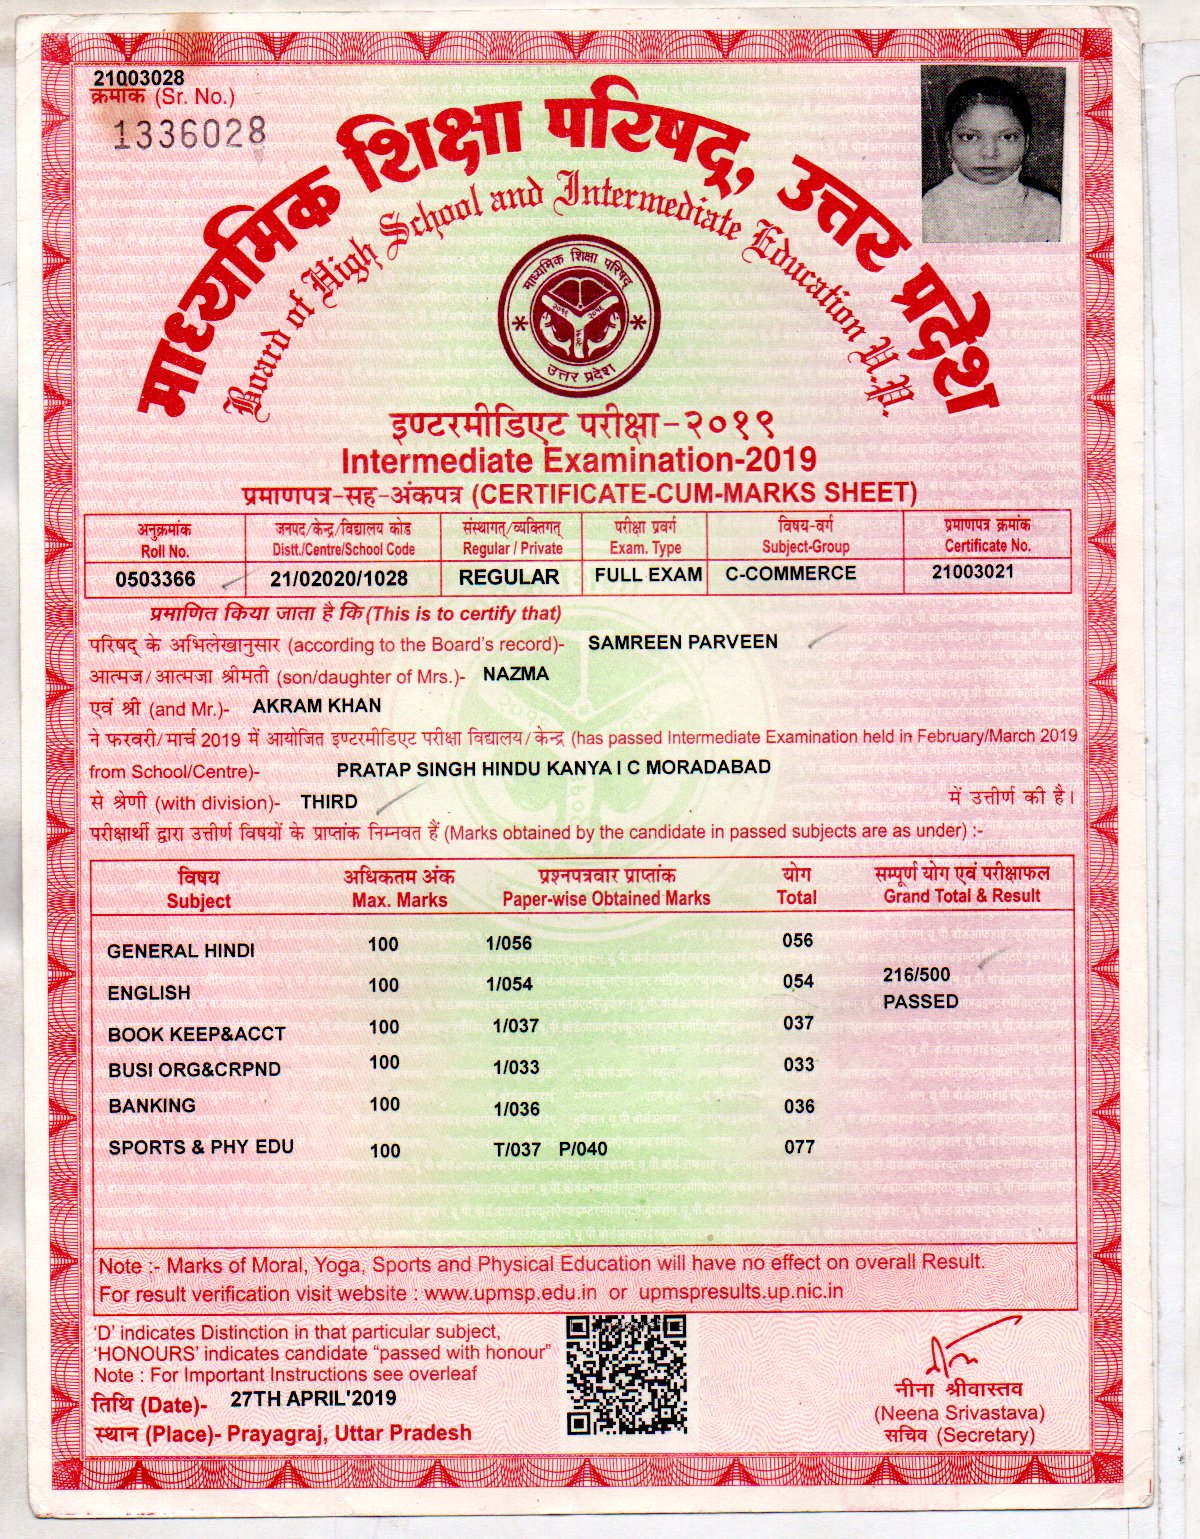 21003028
क्रमांक (Sr. No.)
1336028
माध्यमिक शिक्षा परिषद्, उत्तर प्रदेश
Board of High School and Intermediate Education U.P.
माध्यमिक शिक्षा परिषद्
उत्तर प्रदेश
इण्टरमीडिएट परीक्षा-२०१९
Intermediate Examination-2019
प्रमाणपत्र-सह-अंकपत्र (CERTIFICATE-CUM-MARKS SHEET)
अनुक्रमांक जनपद/केन्द्र/विद्यालय कोड संस्थागत्/व्यक्तिगत् परीक्षा प्रवर्ग विषय-वर्ग प्रमाणपत्र क्रमांक
Roll No. Distt./Centre/School Code Regular / Private Exam. Type Subject-Group Certificate No.
0503366 21/02020/1028 REGULAR FULL EXAM C-COMMERCE 21003021
प्रमाणित किया जाता है कि (This is to certify that)
परिषद् के अभिलेखानुसार (according to the Board's record)- SAMREEN PARVEEN
आत्मज/आत्मजा श्रीमती (son/daughter of Mrs.)- NAZMA
एवं श्री (and Mr.)- AKRAM KHAN
ने फरवरी/मार्च 2019 में आयोजित इण्टरमीडिएट परीक्षा विद्यालय/केन्द्र (has passed Intermediate Examination held in February/March 2019
from School/Centre)- PRATAP SINGH HINDU KANYA I C MORADABAD
से श्रेणी (with division)- THIRD में उत्तीर्ण की है।
परीक्षार्थी द्वारा उत्तीर्ण विषयों के प्राप्तांक निम्नवत हैं (Marks obtained by the candidate in passed subjects are as under) :-
विषय अधिकतम अंक प्रश्नपत्रवार प्राप्तांक योग सम्पूर्ण योग एवं परीक्षाफल
Subject Max. Marks Paper-wise Obtained Marks Total Grand Total & Result
GENERAL HINDI 100 1/056 056
ENGLISH 100 1/054 054 216/500
PASSED
BOOK KEEP&ACCT 100 1/037 037
BUSI ORG&CRPND 100 1/033 033
BANKING 100 1/036 036
SPORTS & PHY EDU 100 T/037 P/040 077
Note :- Marks of Moral, Yoga, Sports and Physical Education will have no effect on overall Result.
For result verification visit website : www.upmsp.edu.in or upmspresults.up.nic.in
'D' indicates Distinction in that particular subject,
'HONOURS' indicates candidate "passed with honour"
Note : For Important Instructions see overleaf
तिथि (Date)- 27TH APRIL'2019
स्थान (Place)- Prayagraj, Uttar Pradesh
नीना श्रीवास्तव
(Neena Srivastava)
सचिव (Secretary)